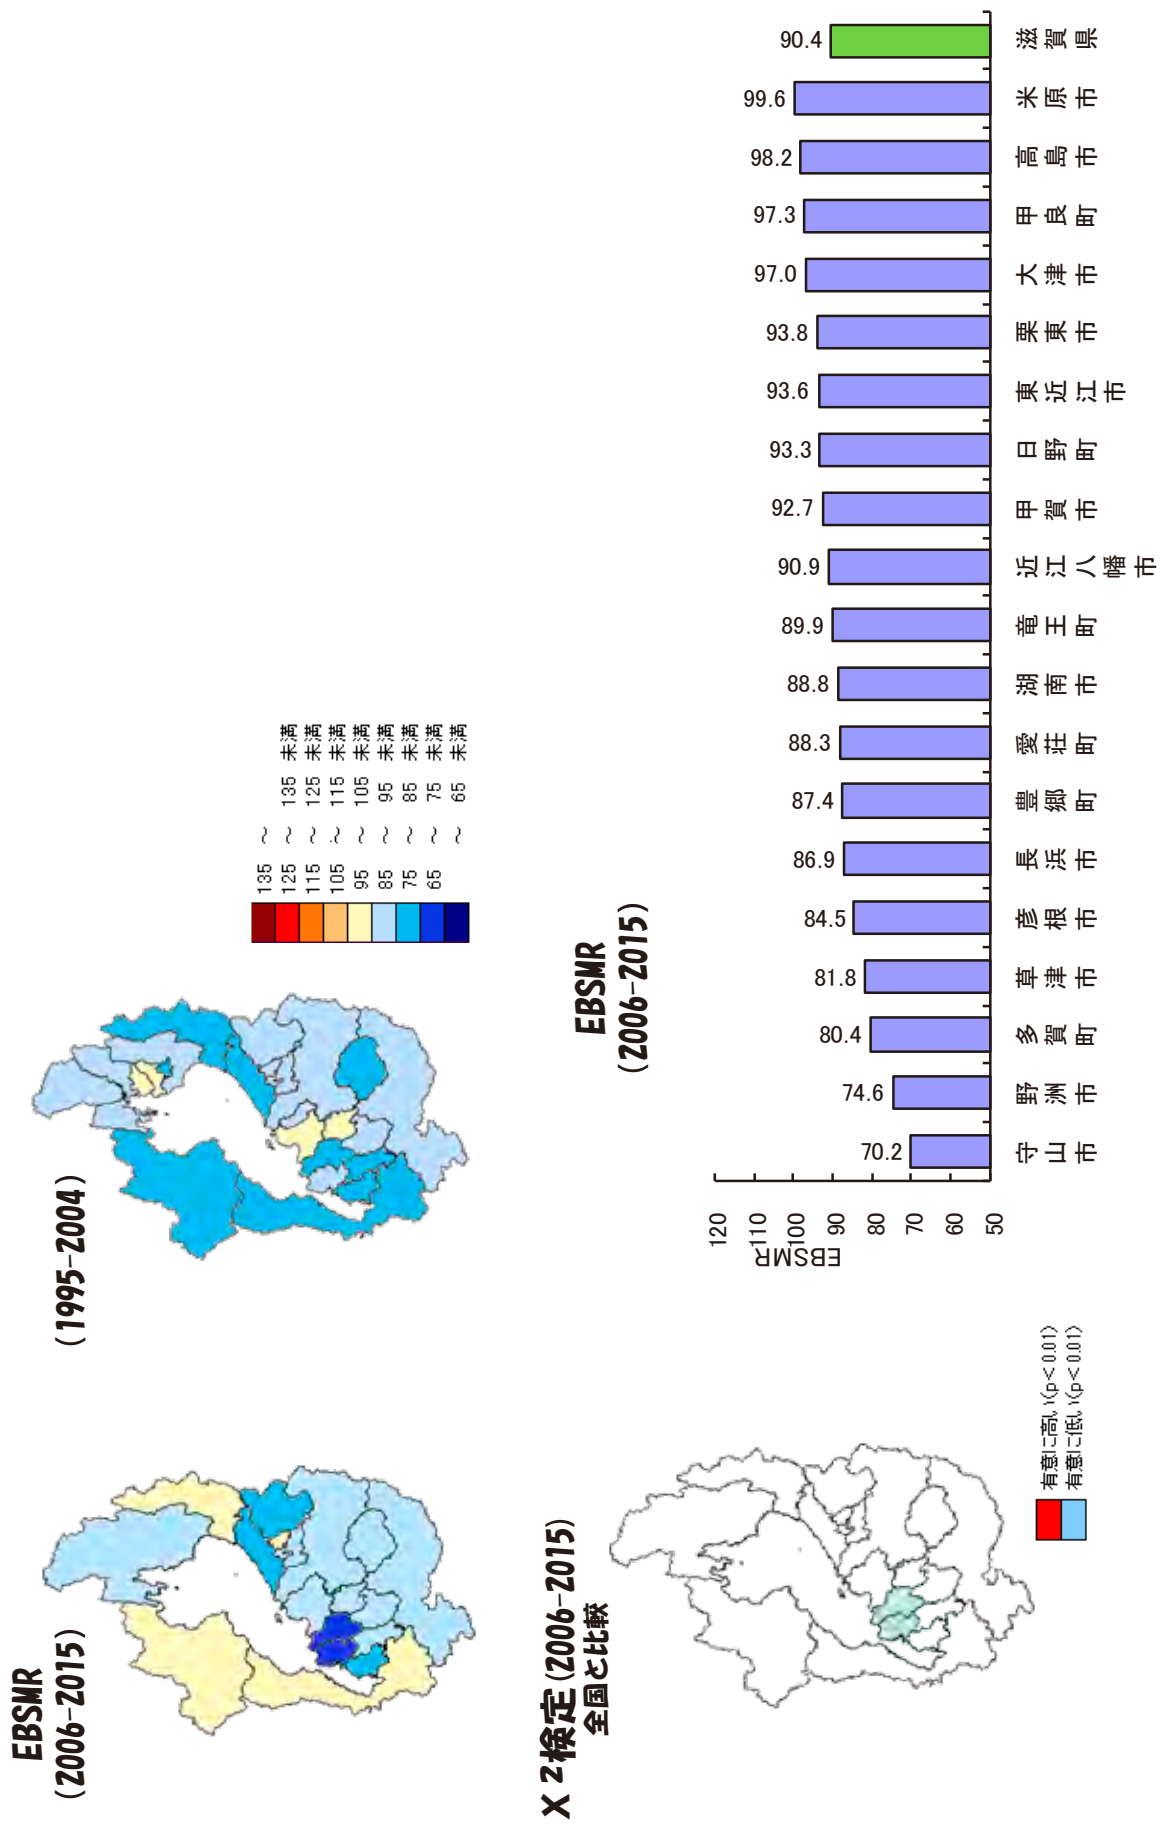 EBSMR
(2006-2015)
(1995-2004)
135 ～
125 ～ 135 未満
115 ～ 125 未満
105 ～ 115 未満
95 ～ 105 未満
85 ～ 95 未満
75 ～ 85 未満
65 ～ 75 未満
～ 65 未満
X²検定(2006-2015)
全国と比較
有意に高い(p<0.01)
有意に低い(p<0.01)
EBSMR
(2006-2015)
EBSMR
120
110
100
90
80
70
60
50
70.2
74.6
80.4
81.8
84.5
86.9
87.4
88.3
88.8
89.9
90.9
92.7
93.3
93.6
93.8
97.0
97.3
98.2
99.6
90.4
守山市
野洲市
多賀町
草津市
彦根市
長浜市
豊郷町
愛荘町
湖南市
竜王町
近江八幡市
甲賀市
日野町
東近江市
栗東市
大津市
甲良町
高島市
米原市
滋賀県